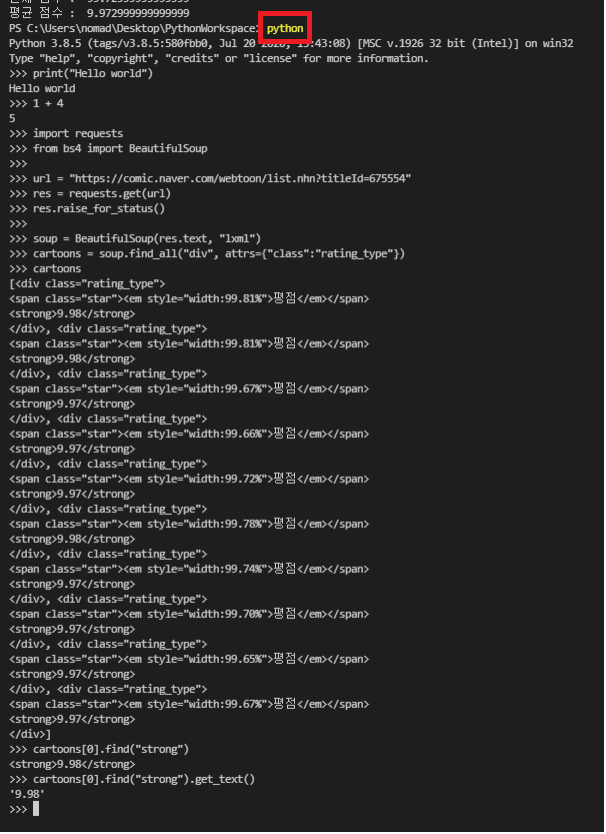 평균 점수 :  9.972999999999999
PS C:\Users\nomad\Desktop\PythonWorkspace> python
Python 3.8.5 (tags/v3.8.5:580fbb0, Jul 20 2020, 15:43:08) [MSC v.1926 32 bit (Intel)] on win32
Type "help", "copyright", "credits" or "license" for more information.
>>> print("Hello world")
Hello world
>>> 1 + 4
5
>>> import requests
>>> from bs4 import BeautifulSoup
>>>
>>> url = "https://comic.naver.com/webtoon/list.nhn?titleId=675554"
>>> res = requests.get(url)
>>> res.raise_for_status()
>>>
>>> soup = BeautifulSoup(res.text, "lxml")
>>> cartoons = soup.find_all("div", attrs={"class":"rating_type"})
>>> cartoons
[<div class="rating_type">
<span class="star"><em style="width:99.81%">평점</em></span>
<strong>9.98</strong>
</div>, <div class="rating_type">
<span class="star"><em style="width:99.81%">평점</em></span>
<strong>9.98</strong>
</div>, <div class="rating_type">
<span class="star"><em style="width:99.67%">평점</em></span>
<strong>9.97</strong>
</div>, <div class="rating_type">
<span class="star"><em style="width:99.66%">평점</em></span>
<strong>9.97</strong>
</div>, <div class="rating_type">
<span class="star"><em style="width:99.72%">평점</em></span>
<strong>9.97</strong>
</div>, <div class="rating_type">
<span class="star"><em style="width:99.78%">평점</em></span>
<strong>9.98</strong>
</div>, <div class="rating_type">
<span class="star"><em style="width:99.74%">평점</em></span>
<strong>9.97</strong>
</div>, <div class="rating_type">
<span class="star"><em style="width:99.70%">평점</em></span>
<strong>9.97</strong>
</div>, <div class="rating_type">
<span class="star"><em style="width:99.65%">평점</em></span>
<strong>9.97</strong>
</div>, <div class="rating_type">
<span class="star"><em style="width:99.67%">평점</em></span>
<strong>9.97</strong>
</div>]
>>> cartoons[0].find("strong")
<strong>9.98</strong>
>>> cartoons[0].find("strong").get_text()
'9.98'
>>>